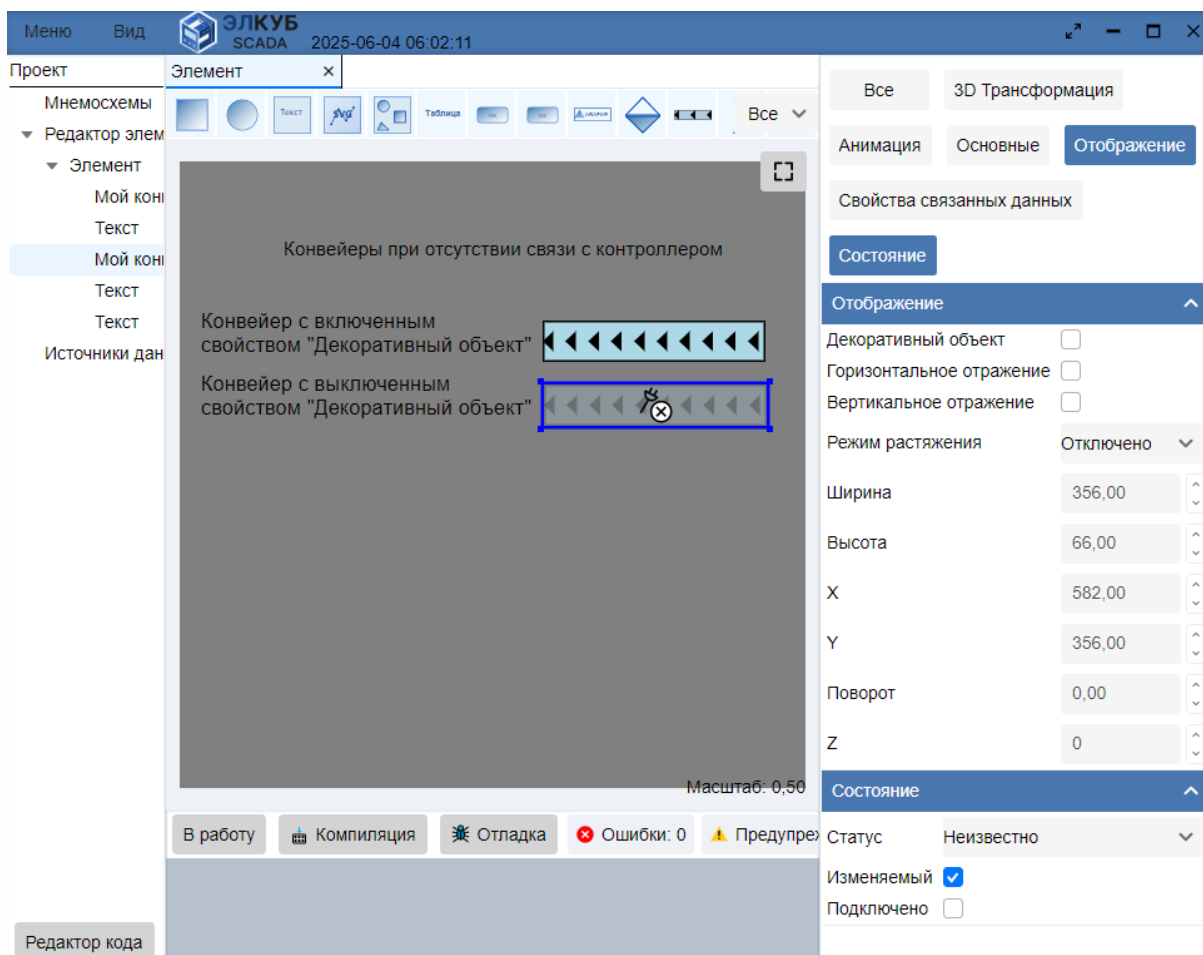 Меню Вид ЭЛКУБ
SCADA 2025-06-04 06:02:11
Проект
Мнемосхемы
Редактор элем
Элемент
Мой кон
Текст
Мой кон
Текст
Текст
Источники дан
Редактор кода
Элемент
Текст svg Таблица ОК ОК Все
Конвейеры при отсутствии связи с контроллером
Конвейер с включенным
свойством "Декоративный объект"
Конвейер с выключенным
свойством "Декоративный объект"
Масштаб: 0,50
В работу Компиляция Отладка Ошибки: 0 Предупре
Все 3D Трансформация
Анимация Основные Отображение
Свойства связанных данных
Состояние
Отображение
Декоративный объект
Горизонтальное отражение
Вертикальное отражение
Режим растяжения Отключено
Ширина 356,00
Высота 66,00
X 582,00
Y 356,00
Поворот 0,00
Z 0
Состояние
Статус Неизвестно
Изменяемый
Подключено